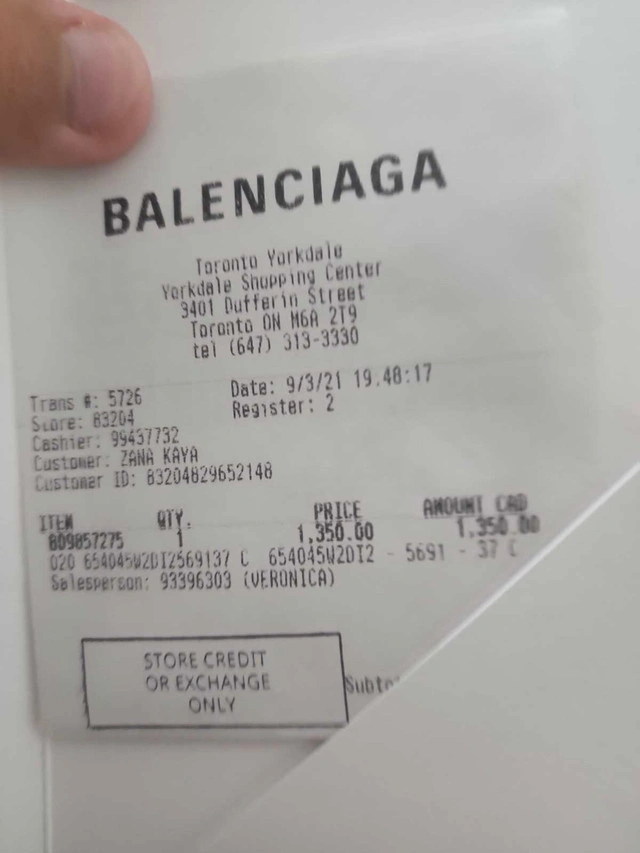 BALENCIAGA
Toronto Yorkdale
Yorkdale Shopping Center
3401 Dufferin Street
Toronto ON M6A 2T9
tel (647) 313-3330
Trans #: 5726 Date: 9/3/21 19.48:17
Store: 83204 Register: 2
Cashier: 99437732
Customer: ZANA KAYA
Customer ID: 83204829652148
ITEM QTY. PRICE AMOUNT CAD
809857275 1 1,350.00 1,350.00
020 654045W2DI2569137 C 654045W2DI2 - 5691 - 37 C
Salesperson: 93396303 (VERONICA)
STORE CREDIT
OR EXCHANGE
ONLY
Subto